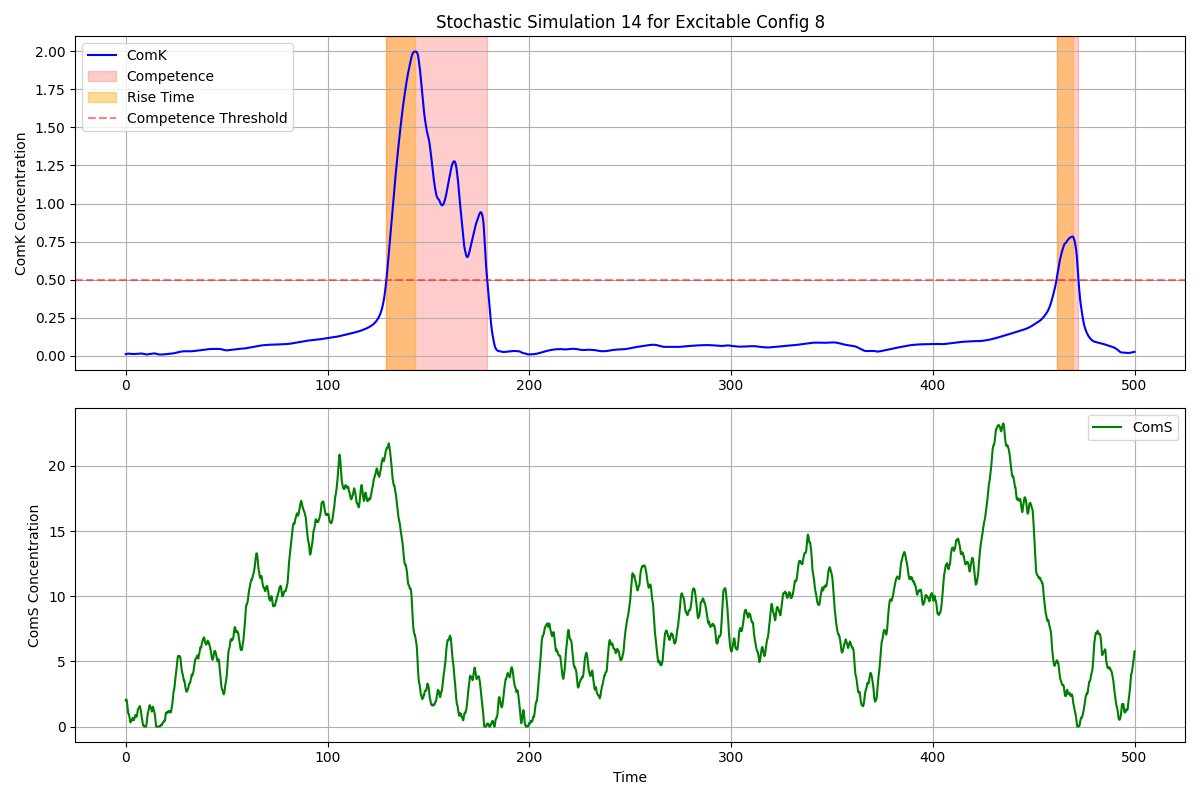 Stochastic Simulation 14 for Excitable Config 8
ComK Concentration
2.00
1.75
1.50
1.25
1.00
0.75
0.50
0.25
0.00
ComK
Competence
Rise Time
Competence Threshold
0 100 200 300 400 500
ComS Concentration
20
15
10
5
0
ComS
0 100 200 300 400 500
Time